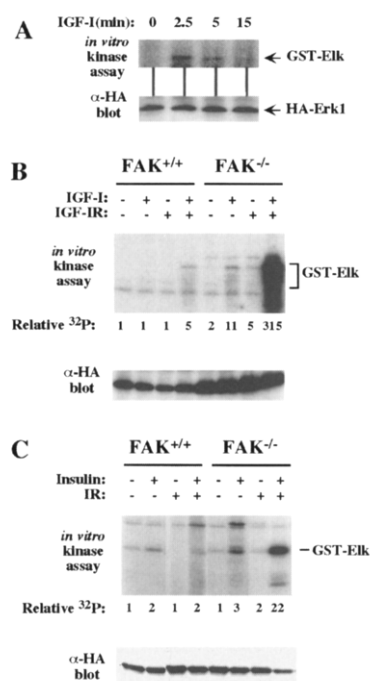 A
IGF-I(min): 0 2.5 5 15
in vitro kinase assay
← GST-Elk
α-HA blot
← HA-Erk1
B
FAK+/+ FAK-/-
IGF-I: - + - + - + - +
IGF-IR: - - + + - - + +
in vitro kinase assay
GST-Elk
Relative 32P: 1 1 1 5 2 11 5 315
α-HA blot
C
FAK+/+ FAK-/-
Insulin: - + - + - + - +
IR: - - + + - - + +
in vitro kinase assay
GST-Elk
Relative 32P: 1 2 1 2 1 3 2 22
α-HA blot